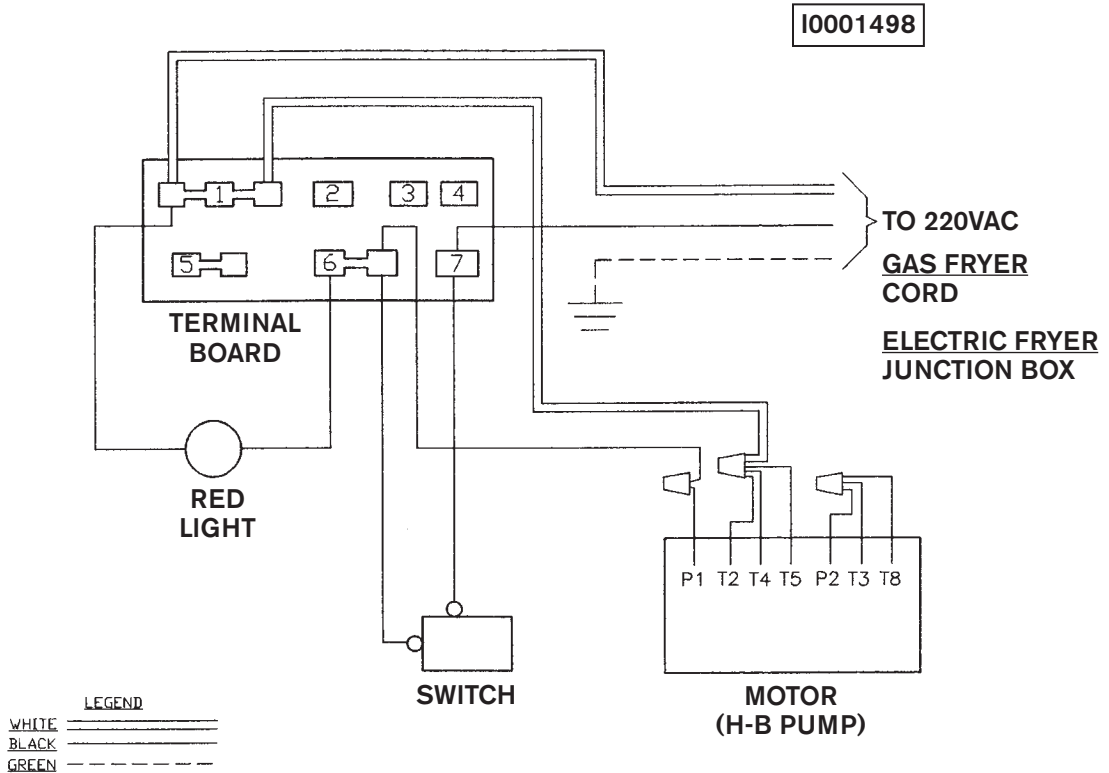 I0001498
1
2
3
4
5
6
7
TO 220VAC
GAS FRYER
CORD
ELECTRIC FRYER
JUNCTION BOX
TERMINAL
BOARD
RED
LIGHT
P1 T2 T4 T5 P2 T3 T8
SWITCH
MOTOR
(H-B PUMP)
LEGEND
WHITE
BLACK
GREEN